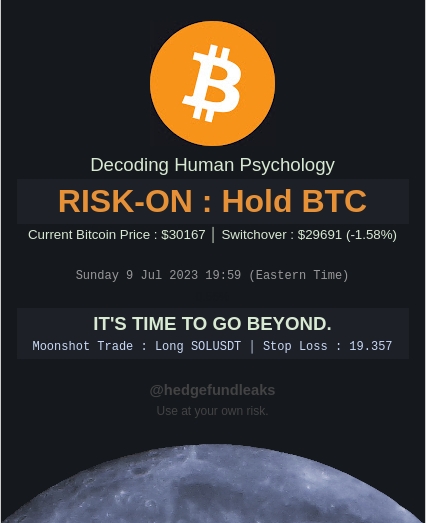 Decoding Human Psychology
RISK-ON : Hold BTC
Current Bitcoin Price : $30167 | Switchover : $29691 (-1.58%)
Sunday 9 Jul 2023 19:59 (Eastern Time)
IT'S TIME TO GO BEYOND.
Moonshot Trade : Long SOLUSDT | Stop Loss : 19.357
@hedgefundleaks
Use at your own risk.